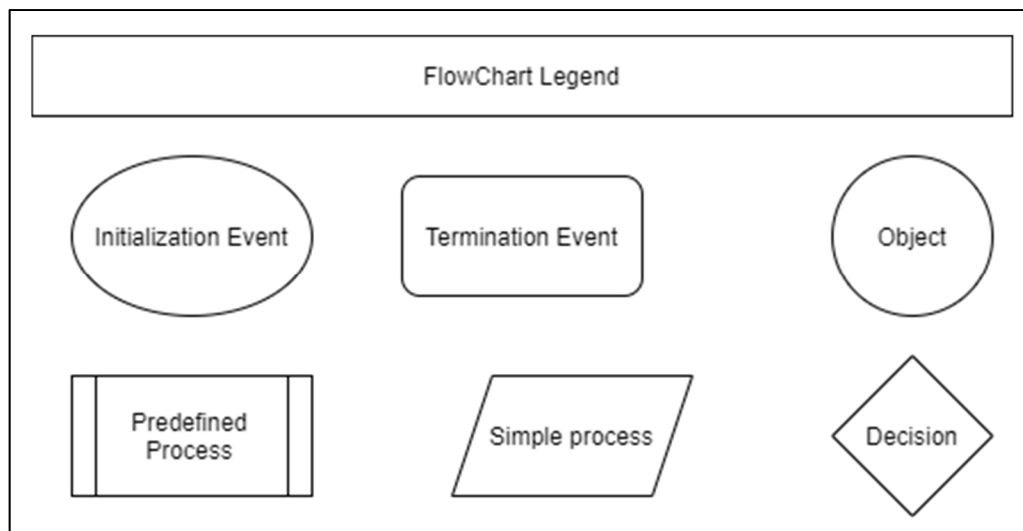 FlowChart Legend
Initialization Event
Termination Event
Object
Predefined
Process
Simple process
Decision